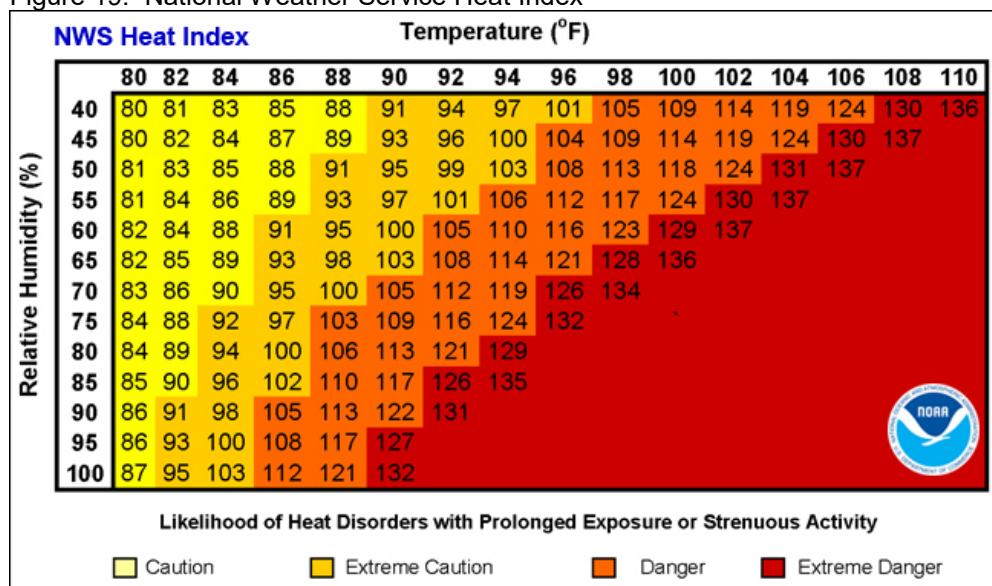 Figure 19. National Weather Service Heat Index
NWS Heat Index
Temperature (°F)
80 82 84 86 88 90 92 94 96 98 100 102 104 106 108 110
Relative Humidity (%)
40 80 81 83 85 88 91 94 97 101 105 109 114 119 124 130 136
45 80 82 84 87 89 93 96 100 104 109 114 119 124 130 137
50 81 83 85 88 91 95 99 103 108 113 118 124 131 137
55 81 84 86 89 93 97 101 106 112 117 124 130 137
60 82 84 88 91 95 100 105 110 116 123 129 137
65 82 85 89 93 98 103 108 114 121 128 136
70 83 86 90 95 100 105 112 119 126 134
75 84 88 92 97 103 109 116 124 132
80 84 89 94 100 106 113 121 129
85 85 90 96 102 110 117 126 135
90 86 91 98 105 113 122 131
95 86 93 100 108 117 127
100 87 95 103 112 121 132
NOAA
Likelihood of Heat Disorders with Prolonged Exposure or Strenuous Activity
Caution
Extreme Caution
Danger
Extreme Danger